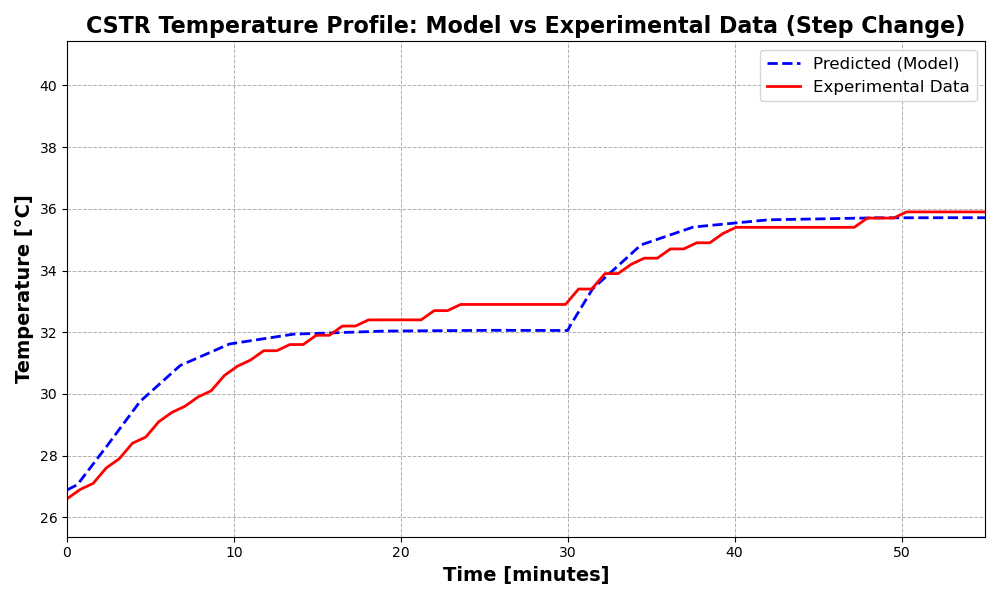 CSTR Temperature Profile: Model vs Experimental Data (Step Change)
Predicted (Model)
Experimental Data
Temperature [°C]
40
38
36
34
32
30
28
26
0 10 20 30 40 50
Time [minutes]